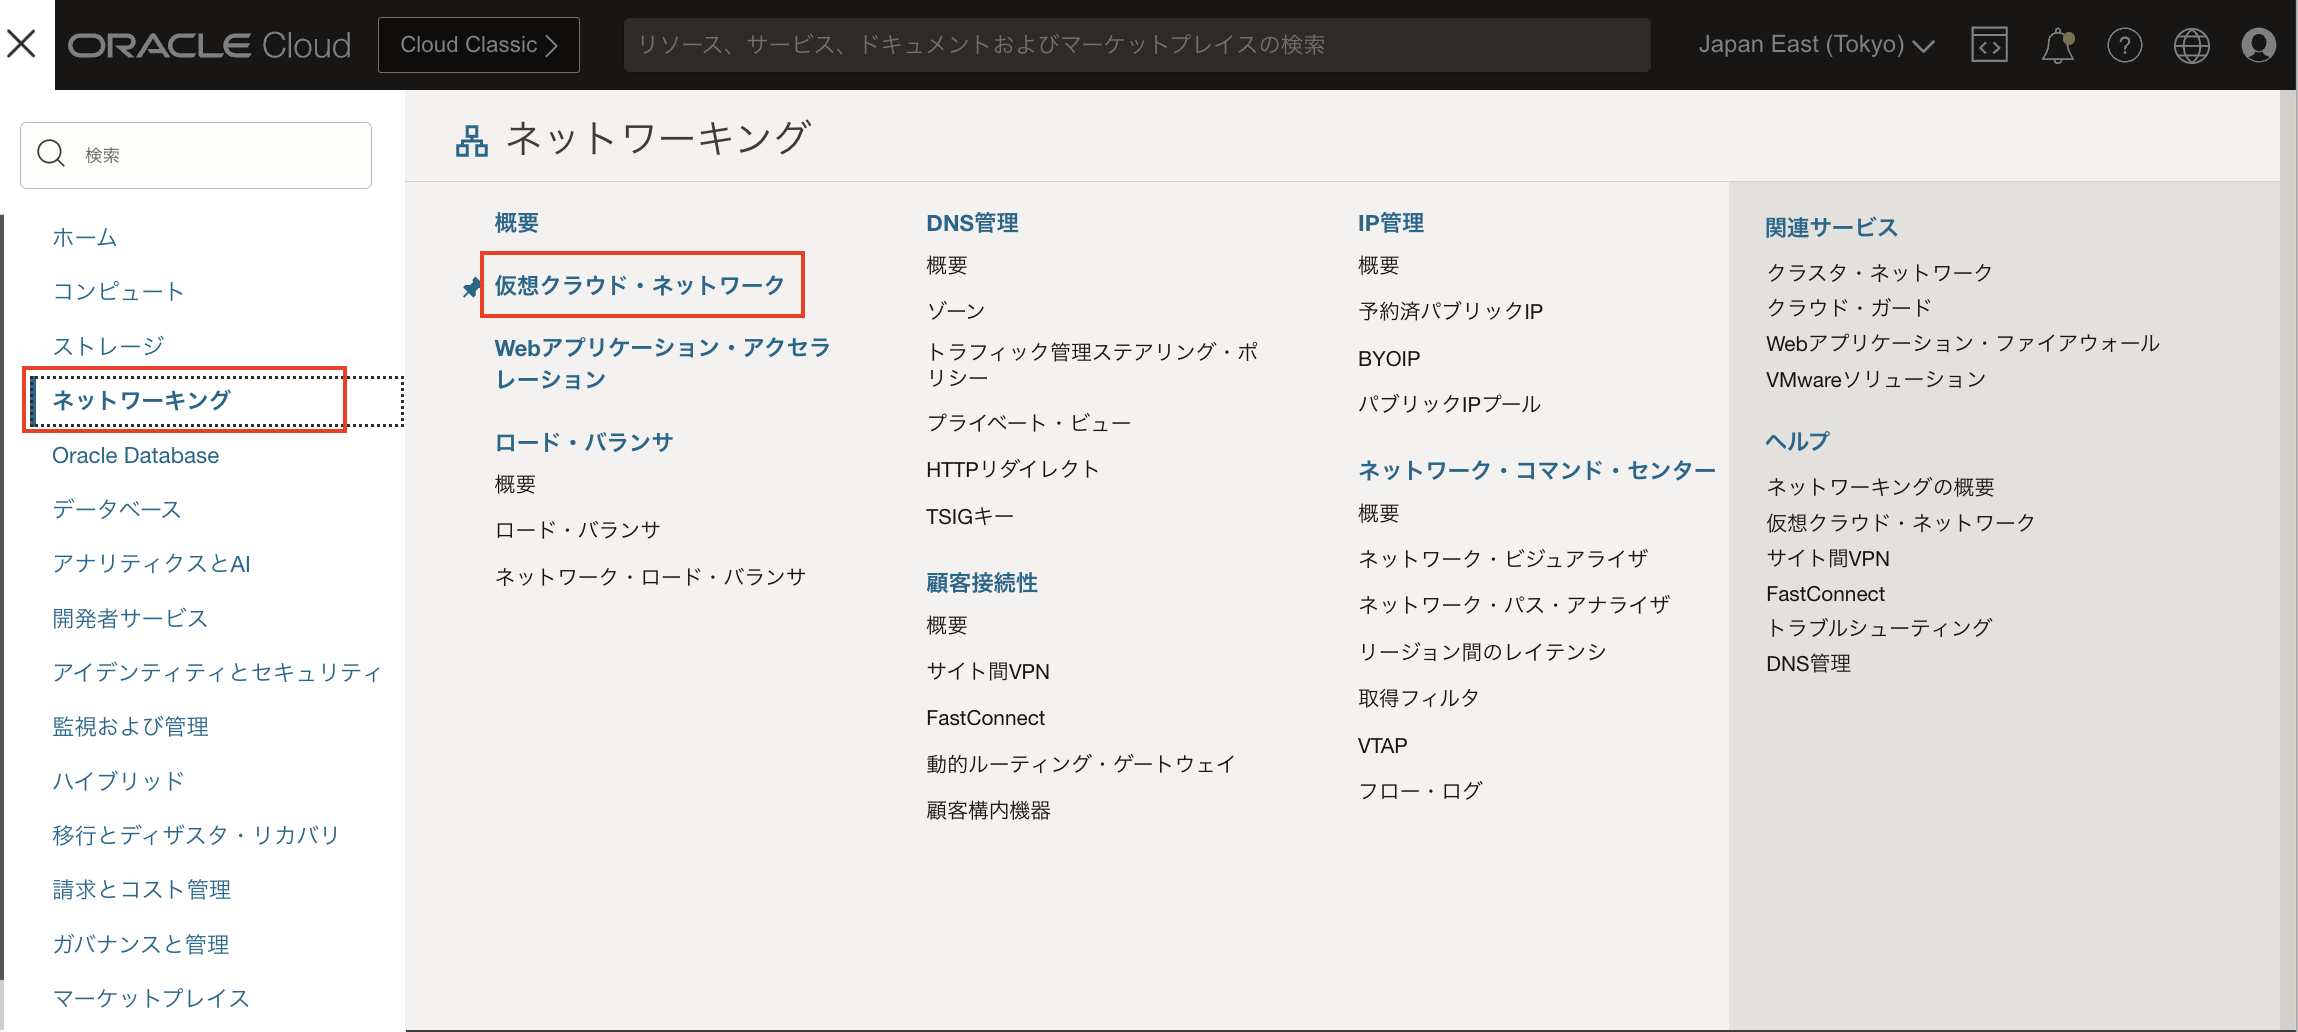 ORACLE Cloud
Cloud Classic
リソース、サービス、ドキュメントおよびマーケットプレイスの検索
Japan East (Tokyo)
検索
ホーム
コンピュート
ストレージ
ネットワーキング
Oracle Database
データベース
アナリティクスとAI
開発者サービス
アイデンティティとセキュリティ
監視および管理
ハイブリッド
移行とディザスタ・リカバリ
請求とコスト管理
ガバナンスと管理
マーケットプレイス
ネットワーキング
概要
仮想クラウド・ネットワーク
Webアプリケーション・アクセラ
レーション
ロード・バランサ
概要
ロード・バランサ
ネットワーク・ロード・バランサ
DNS管理
概要
ゾーン
トラフィック管理ステアリング・ポ
リシー
プライベート・ビュー
HTTPリダイレクト
TSIGキー
顧客接続性
概要
サイト間VPN
FastConnect
動的ルーティング・ゲートウェイ
顧客構内機器
IP管理
概要
予約済パブリックIP
BYOIP
パブリックIPプール
ネットワーク・コマンド・センター
概要
ネットワーク・ビジュアライザ
ネットワーク・パス・アナライザ
リージョン間のレイテンシ
取得フィルタ
VTAP
フロー・ログ
関連サービス
クラスタ・ネットワーク
クラウド・ガード
Webアプリケーション・ファイアウォール
VMwareソリューション
ヘルプ
ネットワーキングの概要
仮想クラウド・ネットワーク
サイト間VPN
FastConnect
トラブルシューティング
DNS管理